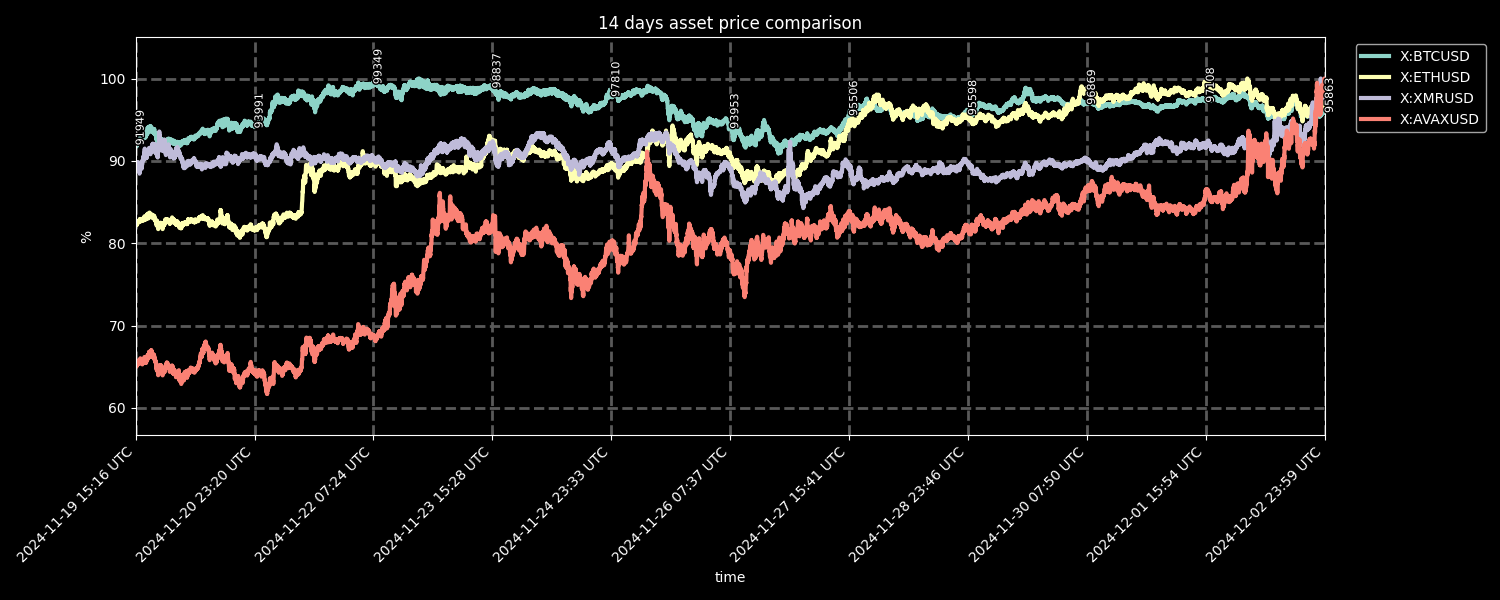 14 days asset price comparison
X:BTCUSD
X:ETHUSD
X:XMRUSD
X:AVAXUSD
100
90
80
70
60
%
91949
93991
99349
98837
97810
93953
95506
95598
96869
97208
95863
2024-11-19 15:16 UTC
2024-11-20 23:20 UTC
2024-11-22 07:24 UTC
2024-11-23 15:28 UTC
2024-11-24 23:33 UTC
2024-11-26 07:37 UTC
2024-11-27 15:41 UTC
2024-11-28 23:46 UTC
2024-11-30 07:50 UTC
2024-12-01 15:54 UTC
2024-12-02 23:59 UTC
time